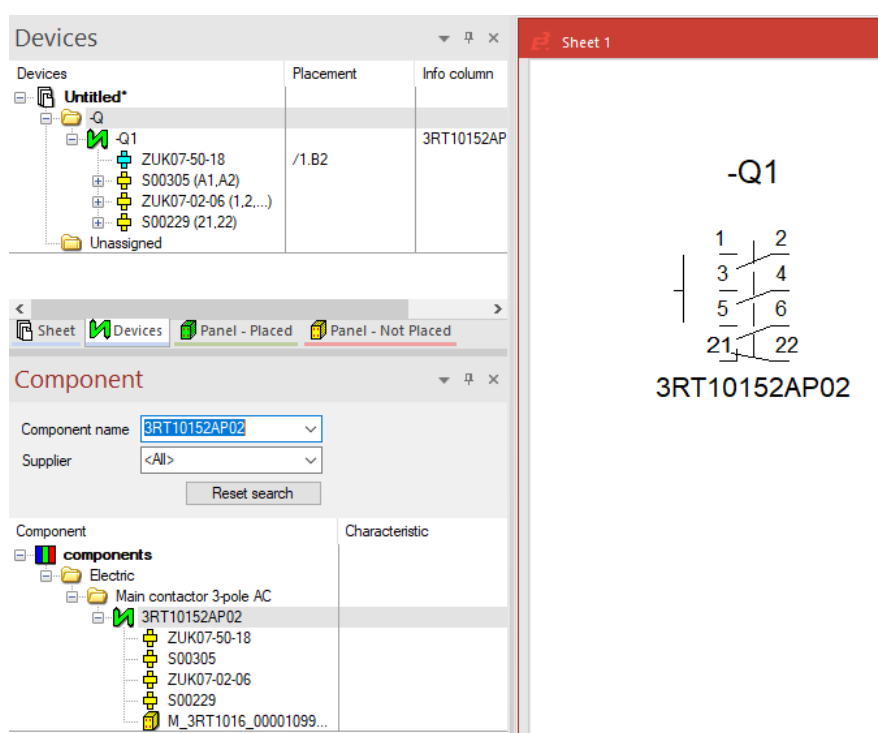 Devices
Devices Placement Info column
Untitled*
-Q
-Q1 3RT10152AP
ZUK07-50-18 /1.B2
S00305 (A1,A2)
ZUK07-02-06 (1,2,...)
S00229 (21,22)
Unassigned
Sheet Devices Panel - Placed Panel - Not Placed
Component
Component name 3RT10152AP02
Supplier <All>
Reset search
Component Characteristic
components
Electric
Main contactor 3-pole AC
3RT10152AP02
ZUK07-50-18
S00305
ZUK07-02-06
S00229
M_3RT1016_00001099...
Sheet 1
-Q1
1 2
3 4
5 6
21 22
3RT10152AP02